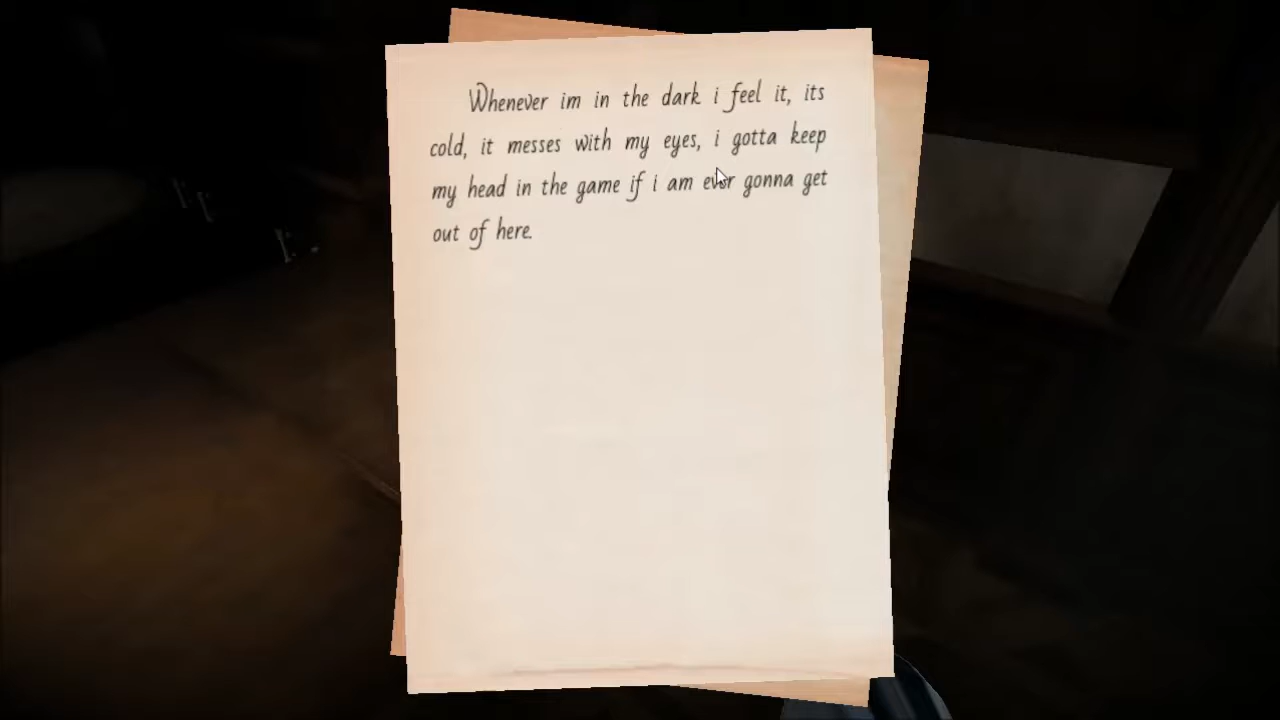 Whenever im in the dark i feel it, its
cold, it messes with my eyes, i gotta keep
my head in the game if i am ever gonna get
out of here.